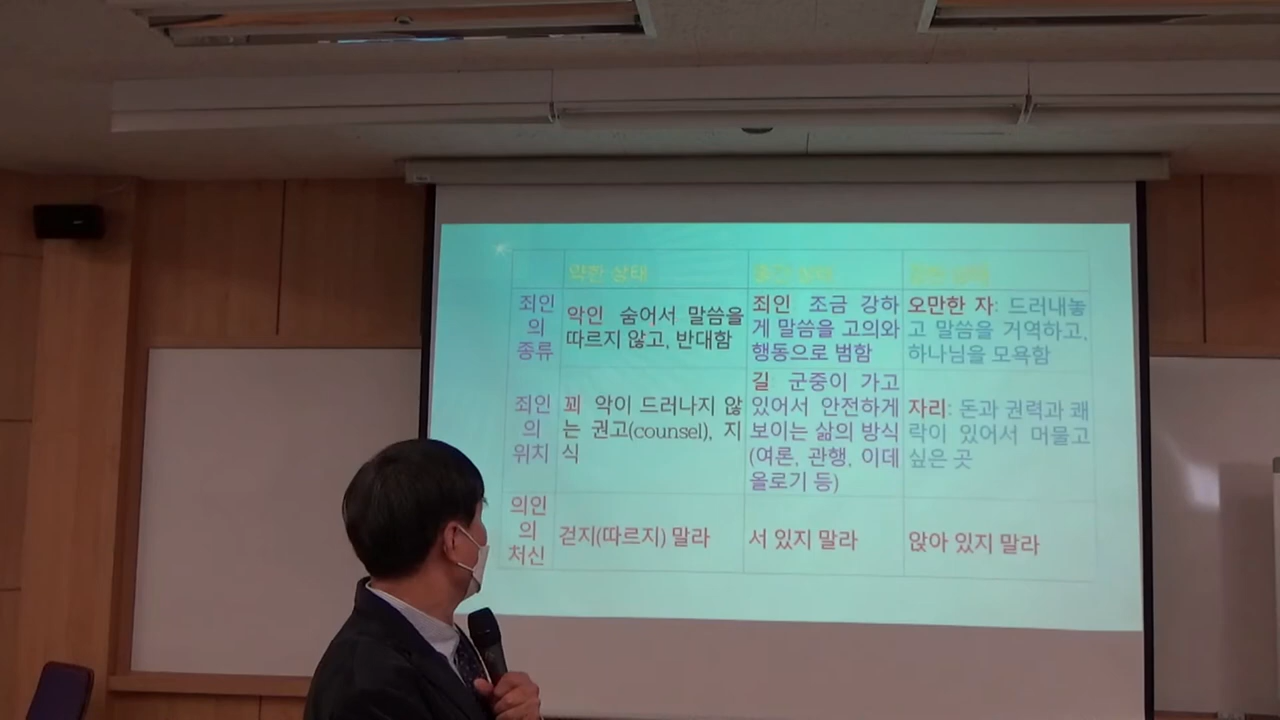 약한 상태
죄인
의
종류
악인 숨어서 말씀을
따르지 않고, 반대함
죄인 조금 강하
게 말씀을 고의와
행동으로 범함
오만한 자: 드러내놓
고 말씀을 거역하고,
하나님을 모욕함
죄인
의
위치
꾀 악이 드러나지 않
는 권고(counsel), 지
식
길 군중이 가고
있어서 안전하게
보이는 삶의 방식
(여론, 관행, 이데
올로기 등)
자리: 돈과 권력과 쾌
락이 있어서 머물고
싶은 곳
의인
의
처신
걷지(따르지) 말라
서 있지 말라
앉아 있지 말라